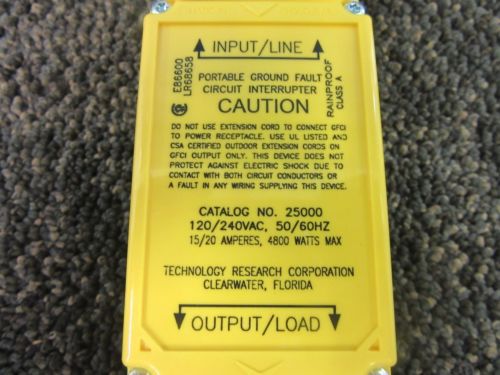 INPUT/LINE
E86600
LR68658
RAINPROOF
CLASS A
PORTABLE GROUND FAULT
CIRCUIT INTERRUPTER
CAUTION
DO NOT USE EXTENSION CORD TO CONNECT GFCI
TO POWER RECEPTACLE. USE UL LISTED AND
CSA CERTIFIED OUTDOOR EXTENSION CORDS ON
GFCI OUTPUT ONLY. THIS DEVICE DOES NOT
PROTECT AGAINST ELECTRIC SHOCK DUE TO
CONTACT WITH BOTH CIRCUIT CONDUCTORS OR
A FAULT IN ANY WIRING SUPPLYING THIS DEVICE.
CATALOG NO. 25000
120/240VAC, 50/60HZ
15/20 AMPERES, 4800 WATTS MAX
TECHNOLOGY RESEARCH CORPORATION
CLEARWATER, FLORIDA
OUTPUT/LOAD